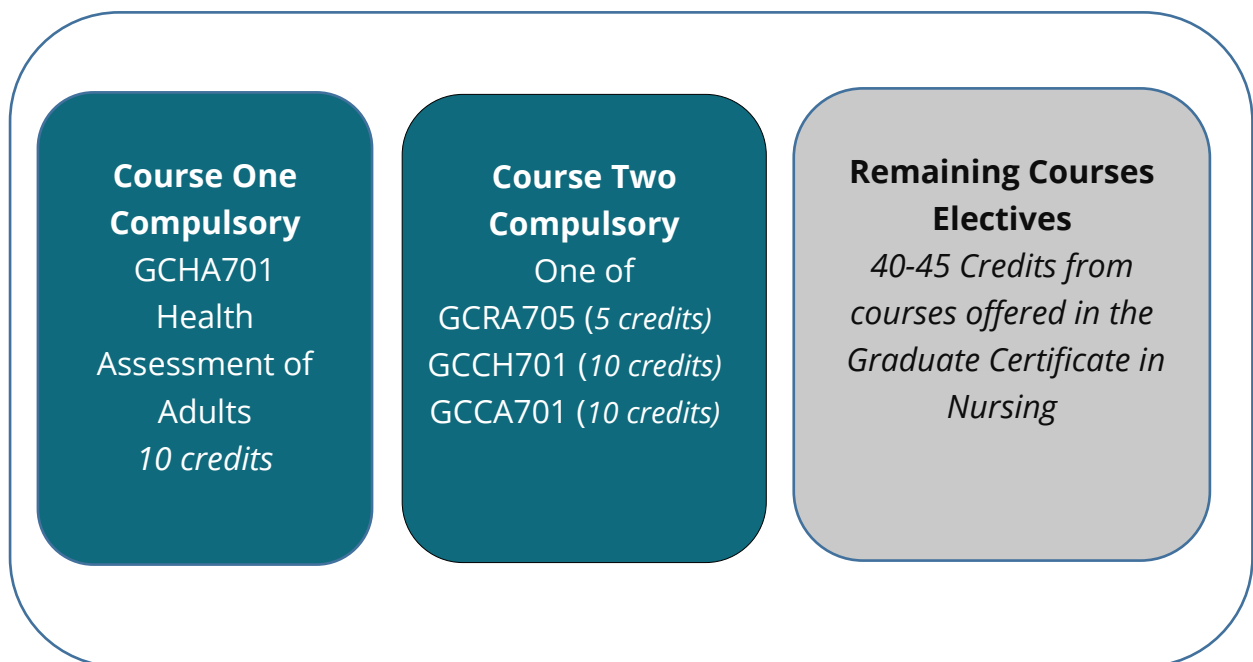 Course One
Compulsory
GCHA701
Health
Assessment of
Adults
10 credits
Course Two
Compulsory
One of
GCRA705 (5 credits)
GCCH701 (10 credits)
GCCA701 (10 credits)
Remaining Courses
Electives
40-45 Credits from
courses offered in the
Graduate Certificate in
Nursing